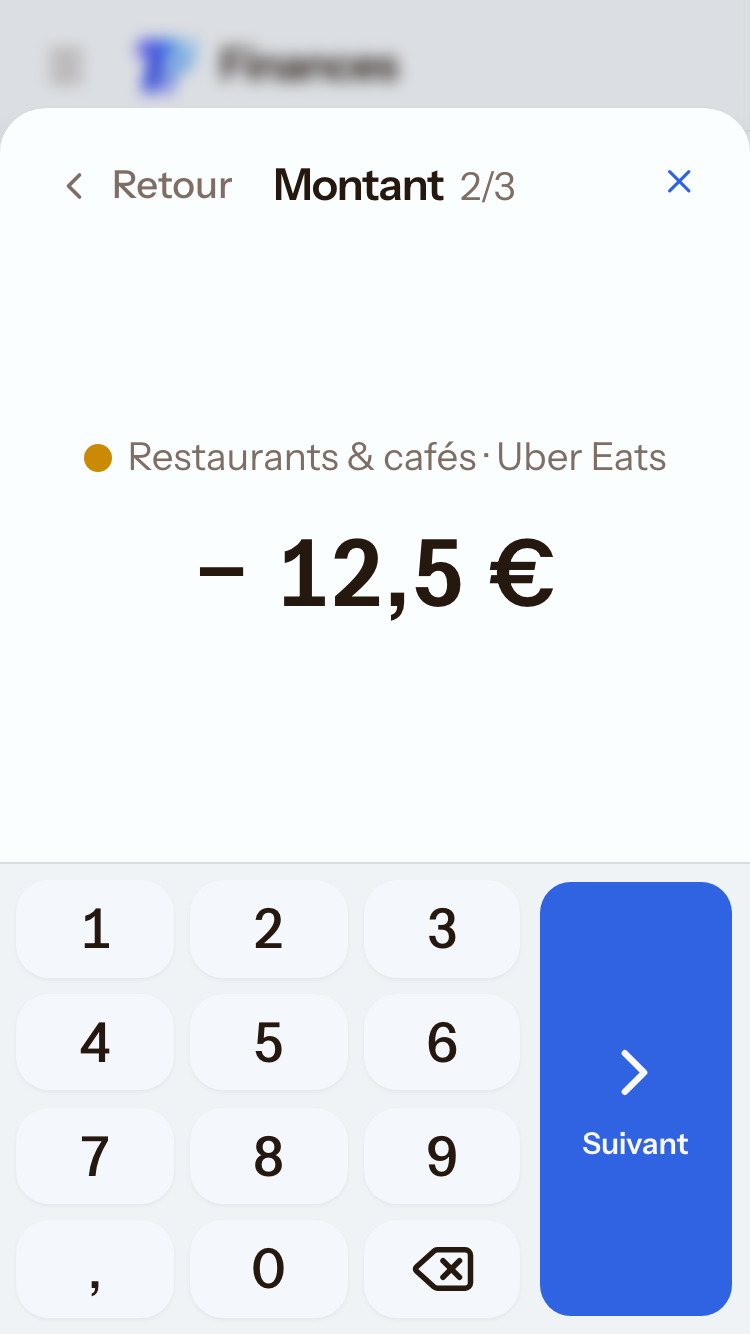 Finances
Retour Montant 2/3
Restaurants & cafés · Uber Eats
− 12,5 €
1 2 3
4 5 6
7 8 9
, 0
Suivant